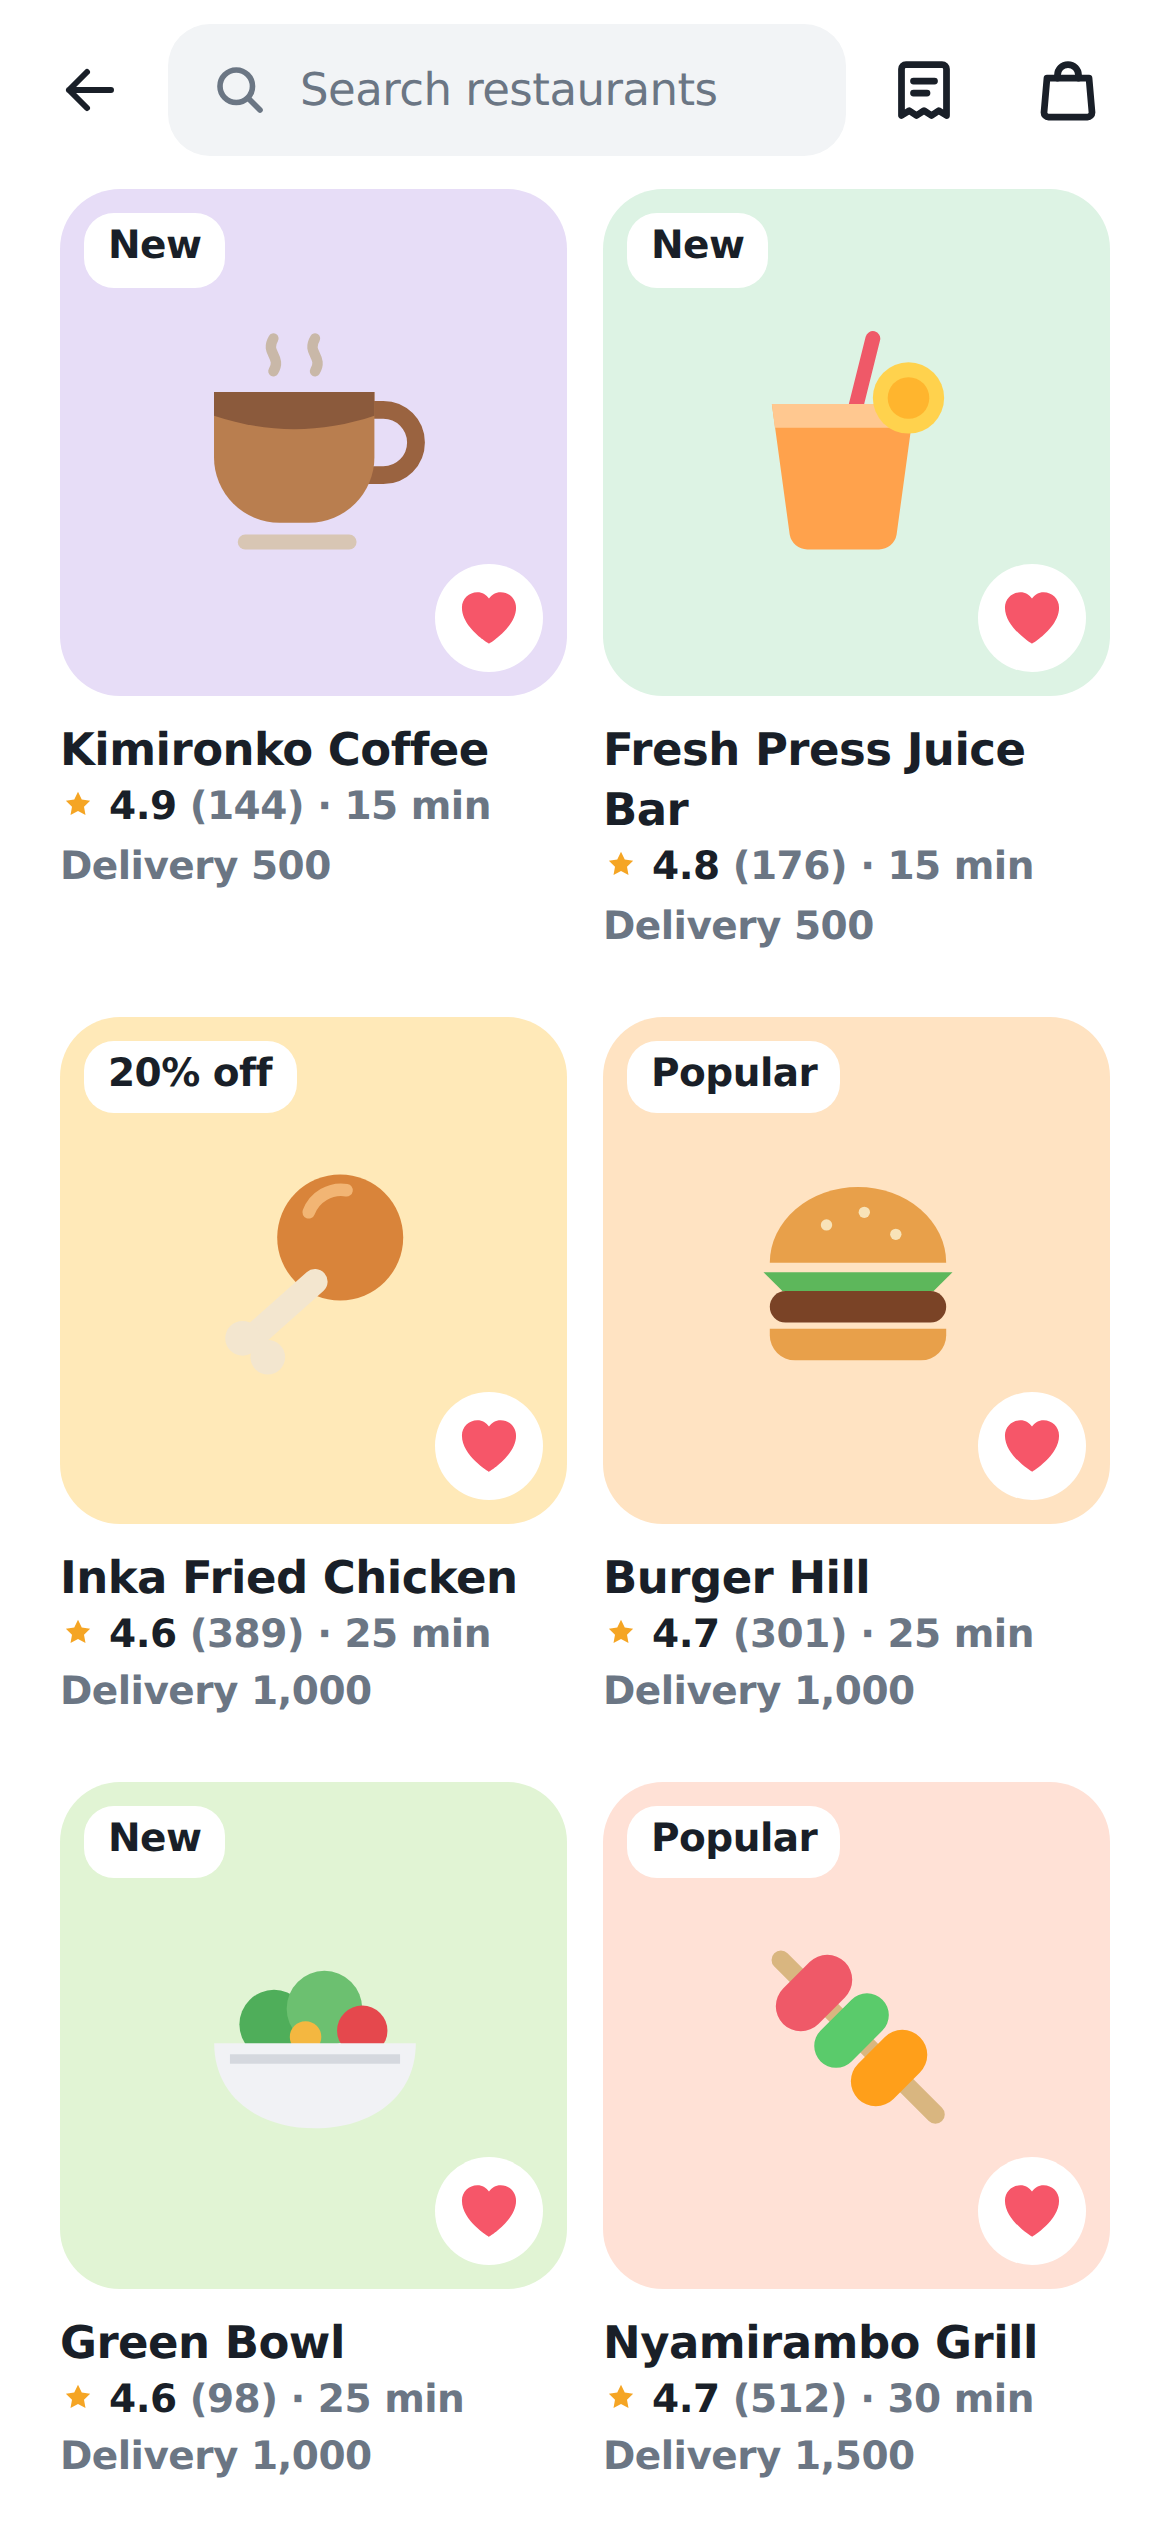 Search restaurants
New
Kimironko Coffee
4.9 (144) · 15 min
Delivery 500
New
Fresh Press Juice
Bar
4.8 (176) · 15 min
Delivery 500
20% off
Inka Fried Chicken
4.6 (389) · 25 min
Delivery 1,000
Popular
Burger Hill
4.7 (301) · 25 min
Delivery 1,000
New
Green Bowl
4.6 (98) · 25 min
Delivery 1,000
Popular
Nyamirambo Grill
4.7 (512) · 30 min
Delivery 1,500